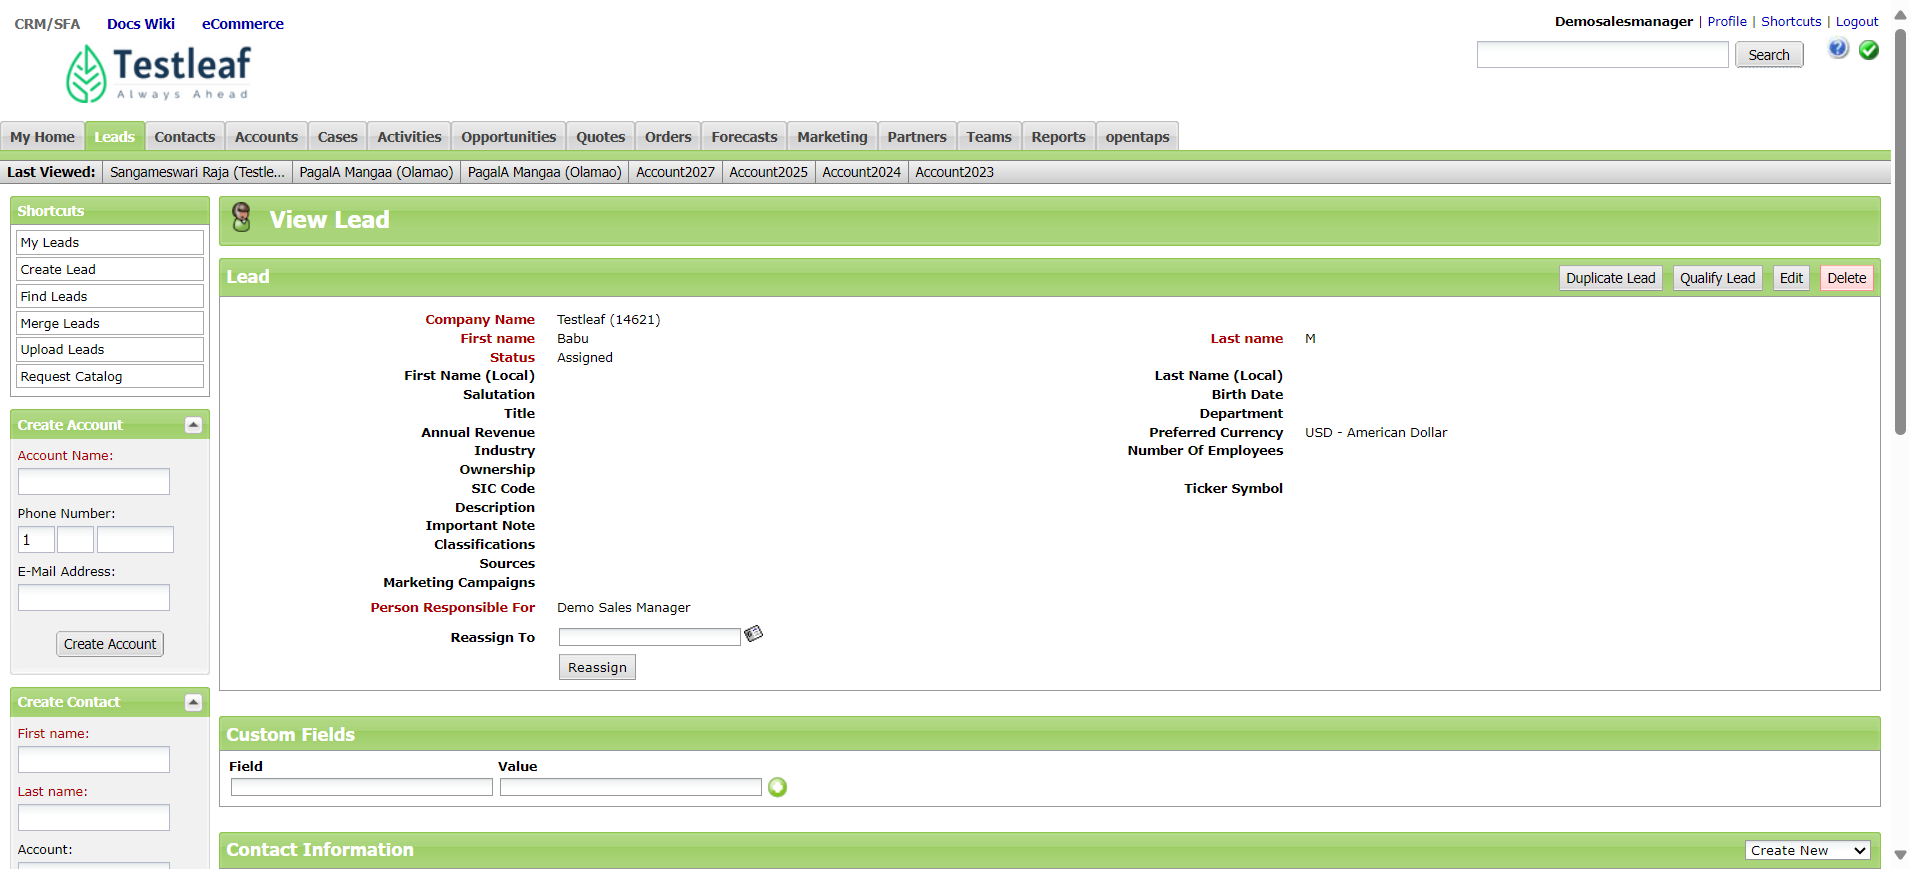 CRM/SFA Docs Wiki eCommerce
Demosalesmanager | Profile | Shortcuts | Logout
Testleaf
Always Ahead
Search
My Home Leads Contacts Accounts Cases Activities Opportunities Quotes Orders Forecasts Marketing Partners Teams Reports opentaps
Last Viewed: Sangameswari Raja (Testle... PagalA Mangaa (Olamao) PagalA Mangaa (Olamao) Account2027 Account2025 Account2024 Account2023
Shortcuts
My Leads
Create Lead
Find Leads
Merge Leads
Upload Leads
Request Catalog
Create Account
Account Name:
Phone Number:
1
E-Mail Address:
Create Account
Create Contact
First name:
Last name:
Account:
View Lead
Lead
Duplicate Lead Qualify Lead Edit Delete
Company Name Testleaf (14621)
First name Babu Last name M
Status Assigned
First Name (Local) Last Name (Local)
Salutation Birth Date
Title Department
Annual Revenue Preferred Currency USD - American Dollar
Industry Number Of Employees
Ownership
SIC Code Ticker Symbol
Description
Important Note
Classifications
Sources
Marketing Campaigns
Person Responsible For Demo Sales Manager
Reassign To
Reassign
Custom Fields
Field Value
Contact Information
Create New